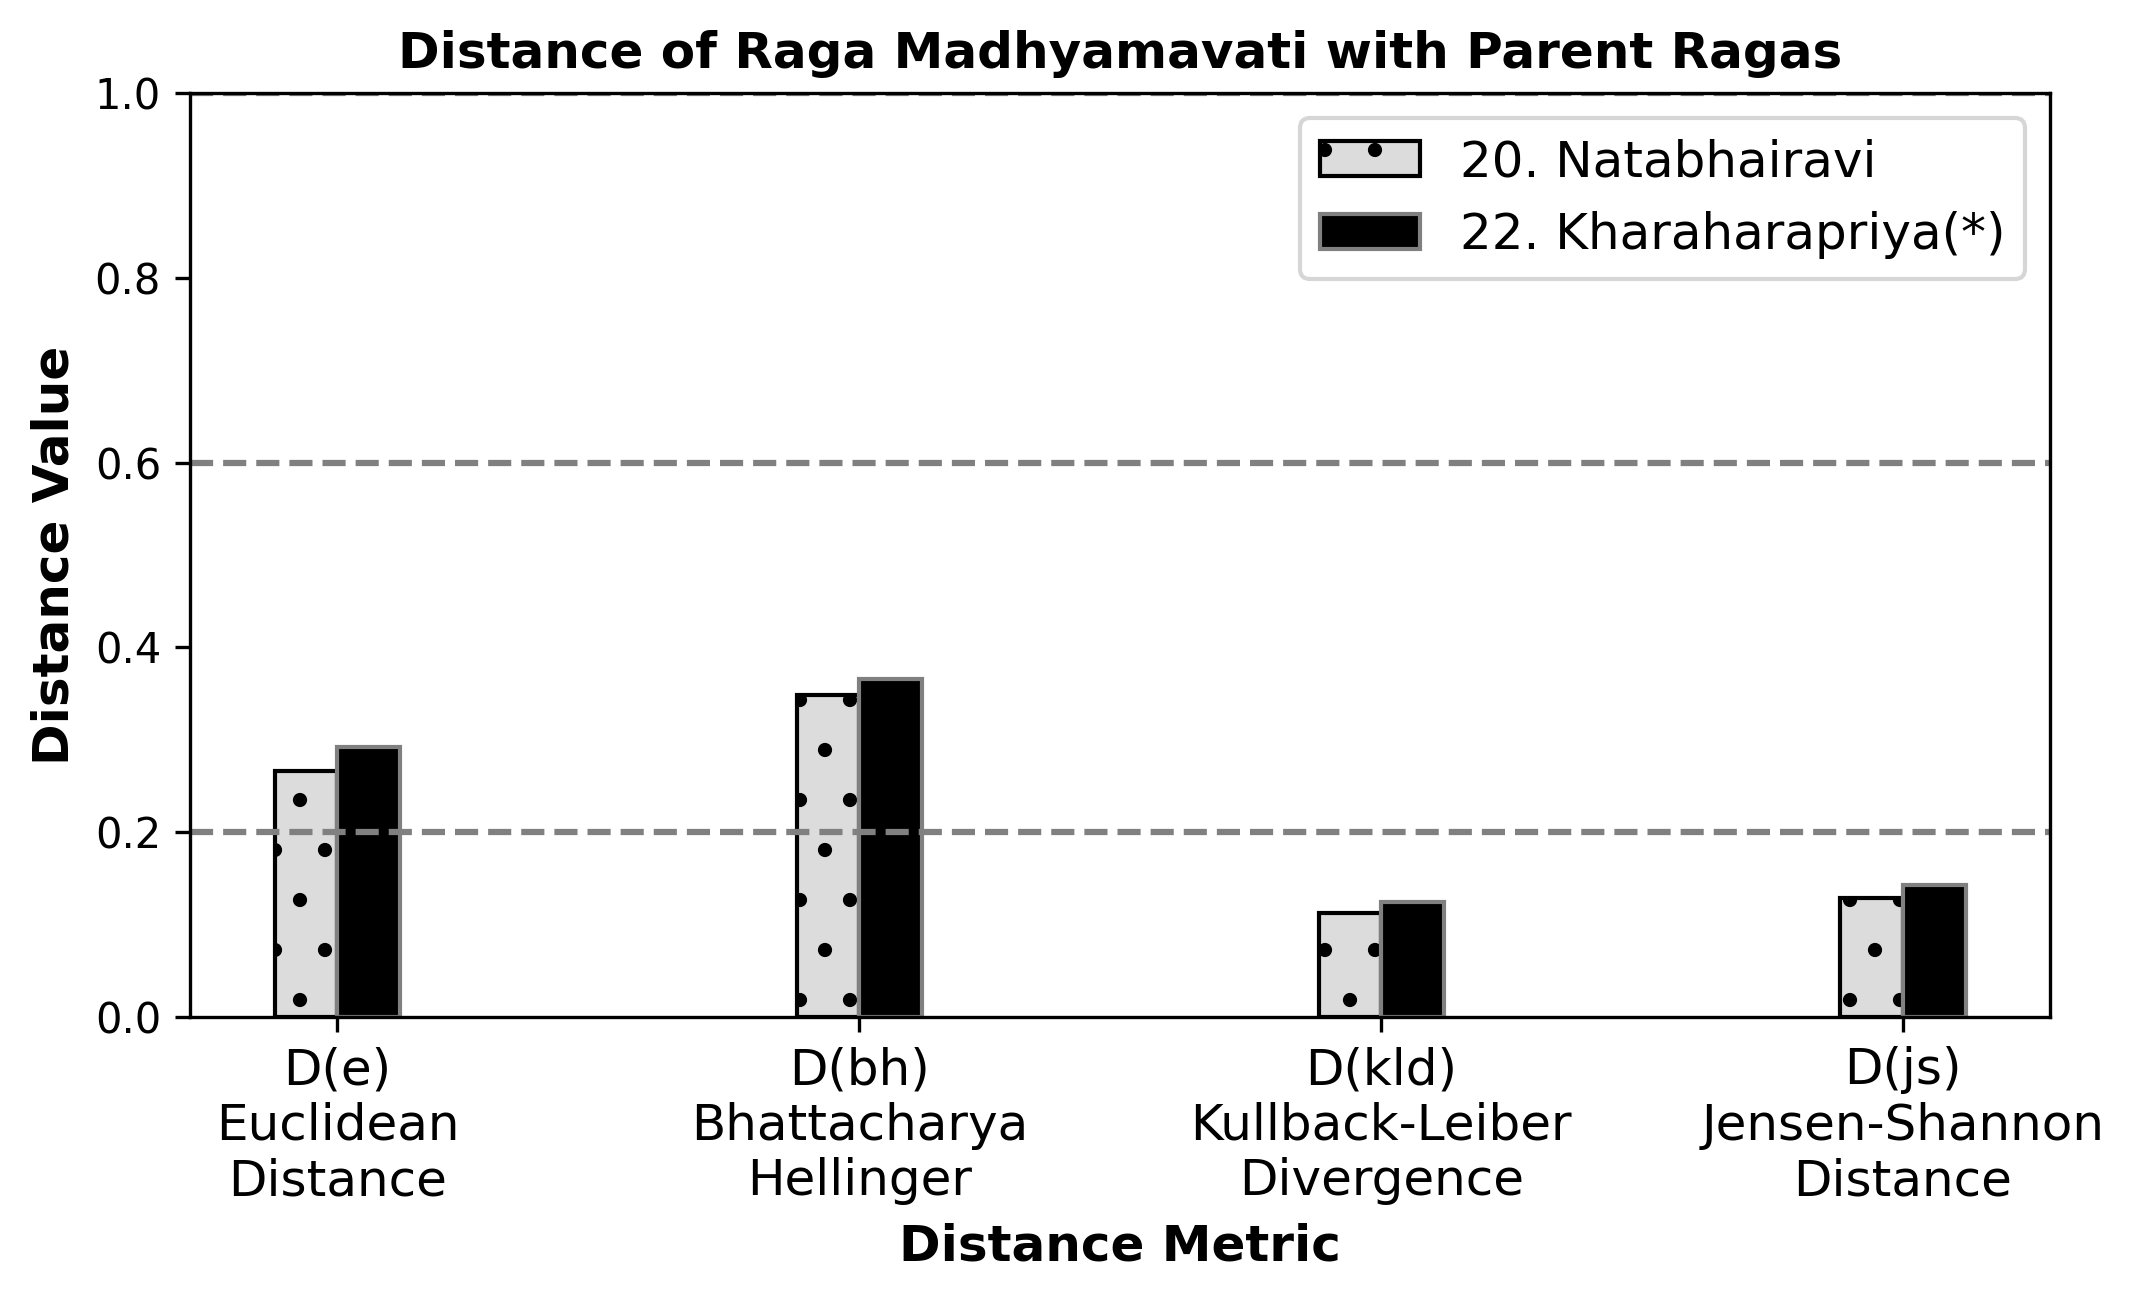 Distance of Raga Madhyamavati with Parent Ragas
1.0
0.8
0.6
0.4
0.2
0.0
Distance Value
20. Natabhairavi
22. Kharaharapriya(*)
D(e)
Euclidean
Distance
D(bh)
Bhattacharya
Hellinger
D(kld)
Kullback-Leiber
Divergence
D(js)
Jensen-Shannon
Distance
Distance Metric